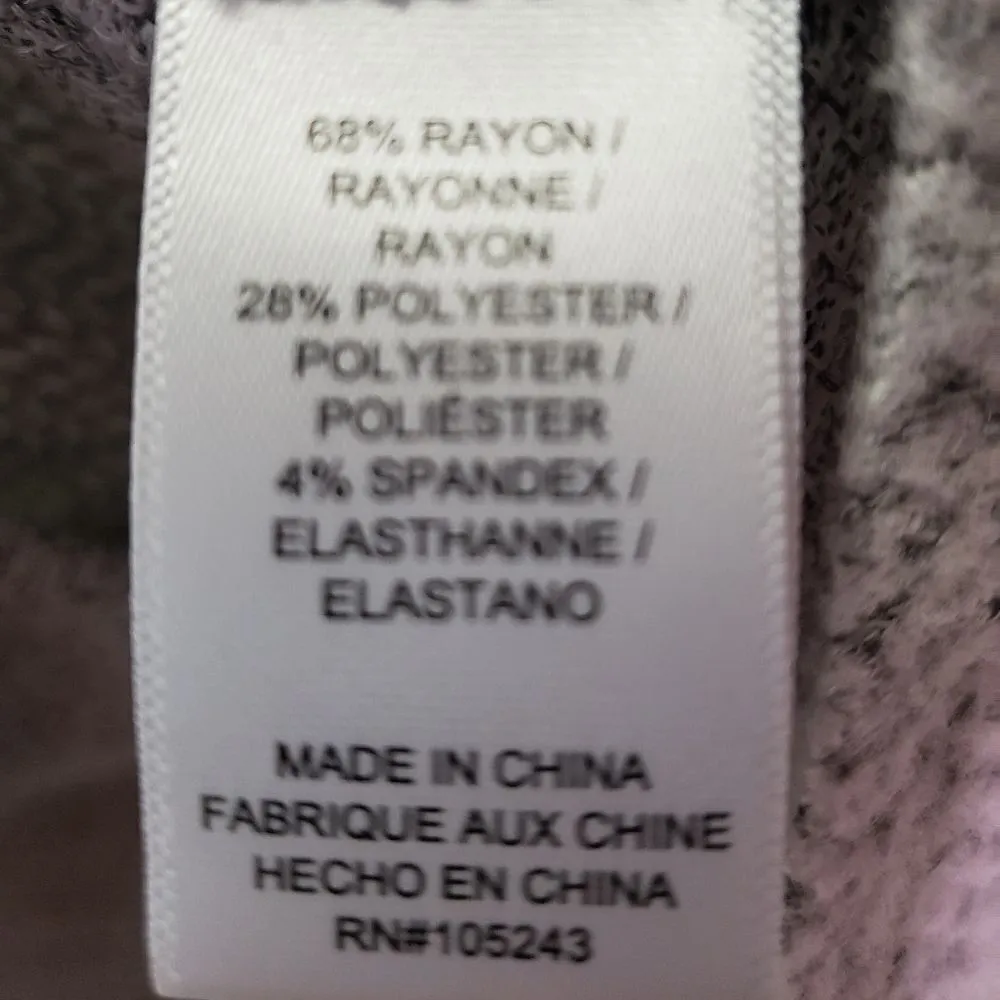 68% RAYON /
RAYONNE /
RAYON
28% POLYESTER /
POLYESTER /
POLIÉSTER
4% SPANDEX /
ELASTHANNE /
ELASTANO
MADE IN CHINA
FABRIQUE AUX CHINE
HECHO EN CHINA
RN#105243